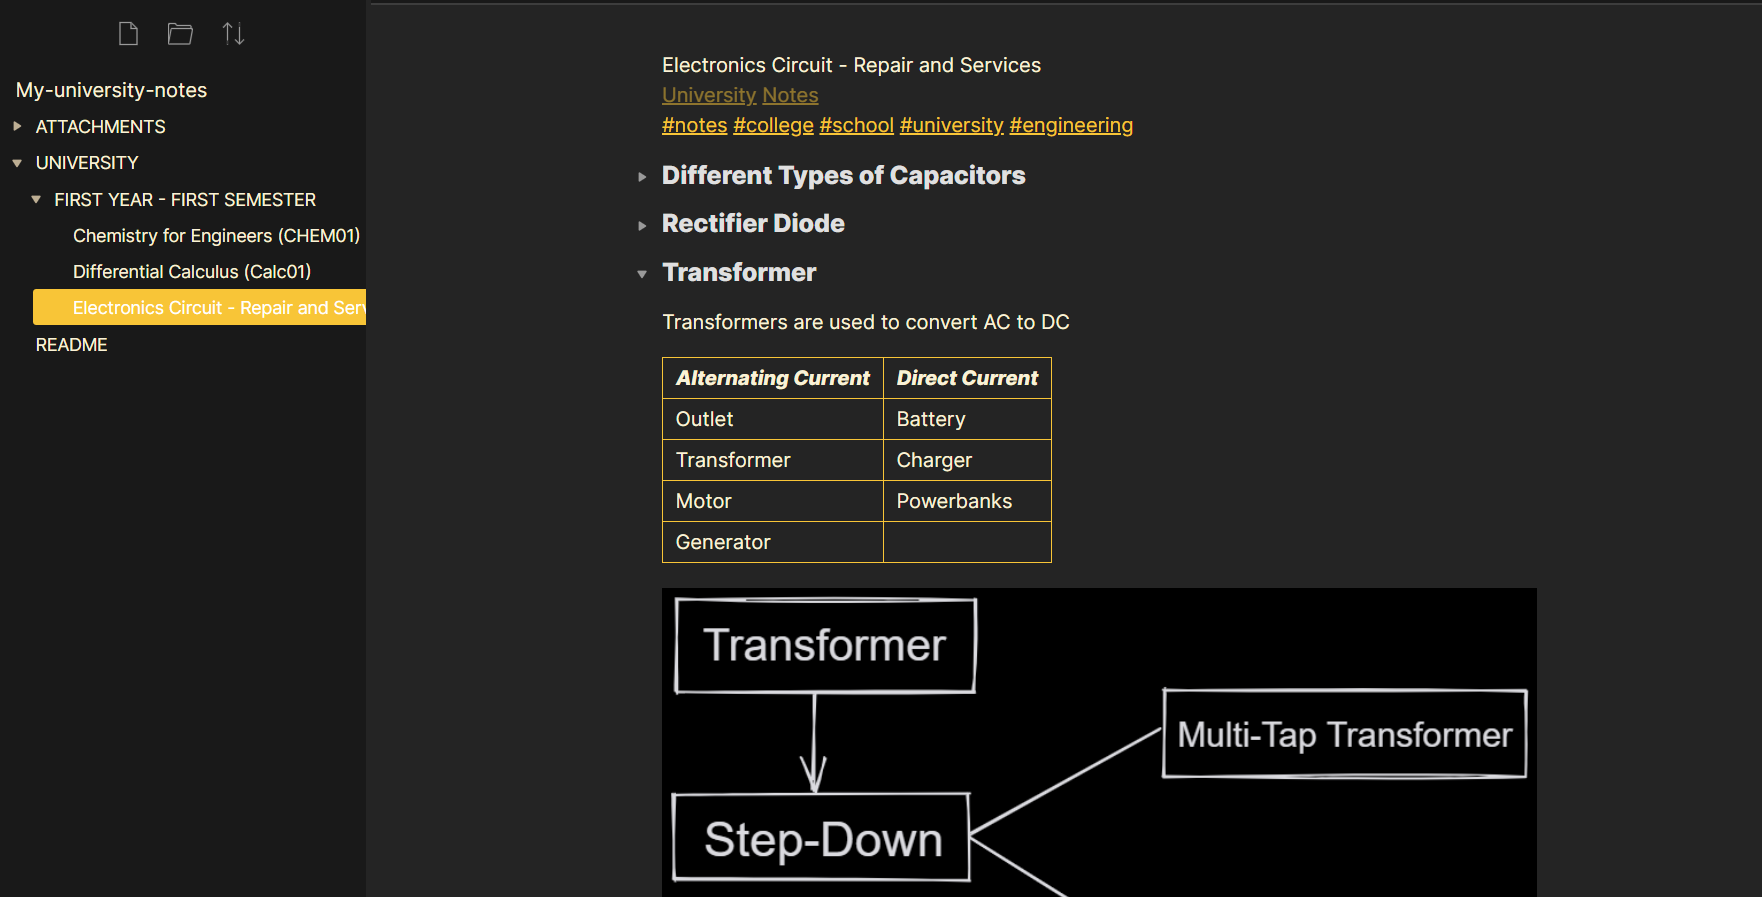 My-university-notes
ATTACHMENTS
UNIVERSITY
FIRST YEAR - FIRST SEMESTER
Chemistry for Engineers (CHEM01)
Differential Calculus (Calc01)
Electronics Circuit - Repair and Serv
README
Electronics Circuit - Repair and Services
University Notes
#notes #college #school #university #engineering
Different Types of Capacitors
Rectifier Diode
Transformer
Transformers are used to convert AC to DC
Alternating Current Direct Current
Outlet Battery
Transformer Charger
Motor Powerbanks
Generator
Transformer
Multi-Tap Transformer
Step-Down